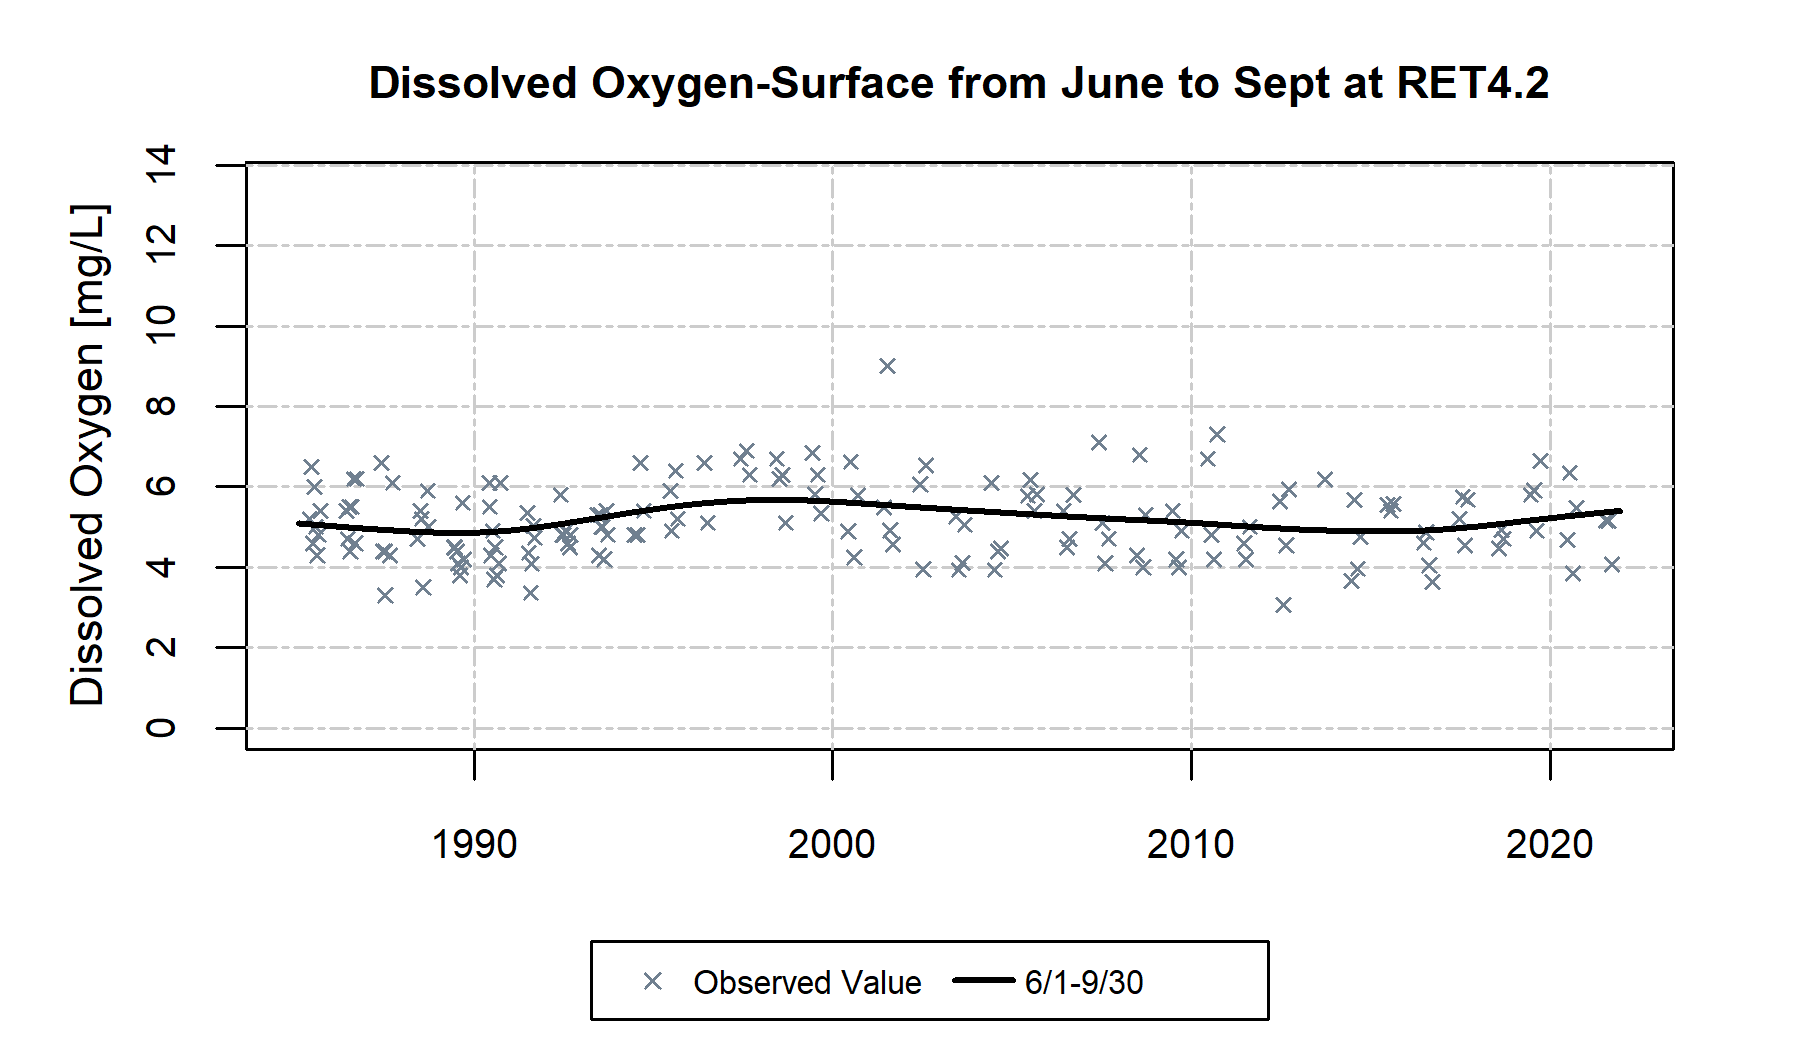 Dissolved Oxygen-Surface from June to Sept at RET4.2
Dissolved Oxygen [mg/L]
14
12
10
8
6
4
2
0
1990 2000 2010 2020
Observed Value 6/1-9/30